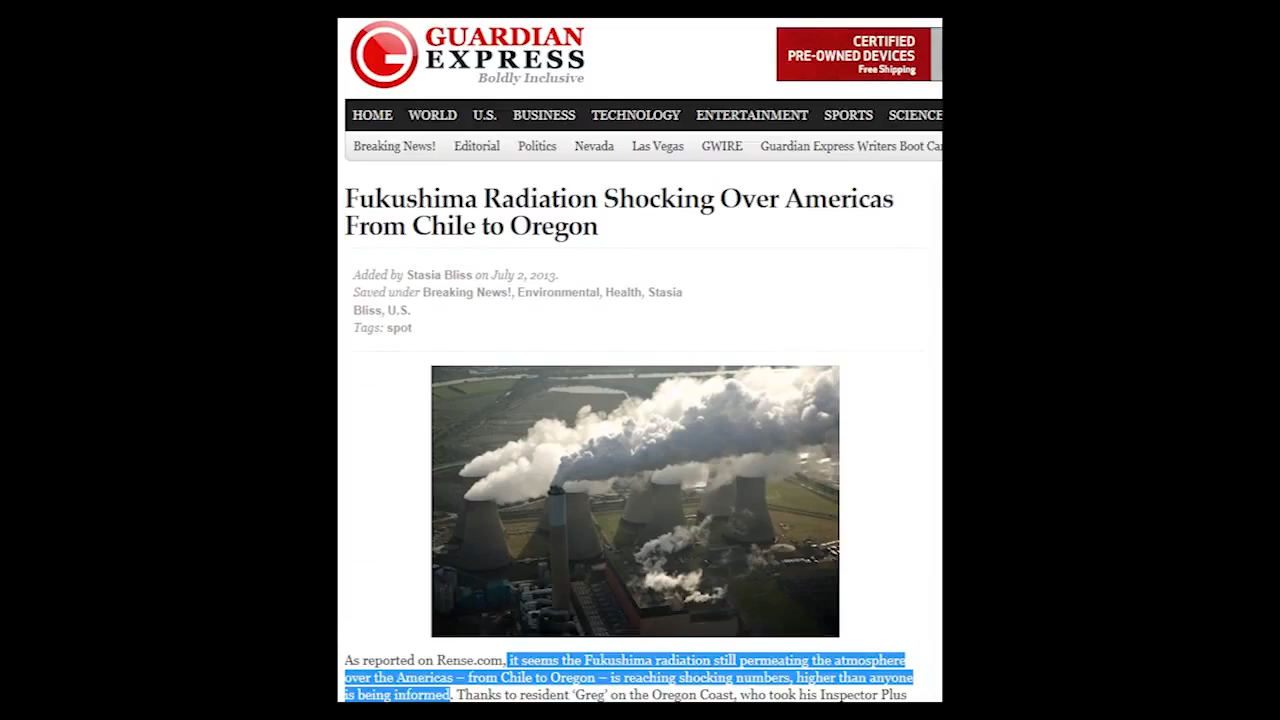 GUARDIAN
EXPRESS
Boldly Inclusive
CERTIFIED
PRE-OWNED DEVICES
Free Shipping
HOME WORLD U.S. BUSINESS TECHNOLOGY ENTERTAINMENT SPORTS SCIENCE
Breaking News! Editorial Politics Nevada Las Vegas GWIRE Guardian Express Writers Boot Ca
Fukushima Radiation Shocking Over Americas
From Chile to Oregon
Added by Stasia Bliss on July 2, 2013.
Saved under Breaking News!, Environmental, Health, Stasia
Bliss, U.S.
Tags: spot
As reported on Rense.com, it seems the Fukushima radiation still permeating the atmosphere
over the Americas – from Chile to Oregon – is reaching shocking numbers, higher than anyone
is being informed. Thanks to resident ‘Greg’ on the Oregon Coast, who took his Inspector Plus